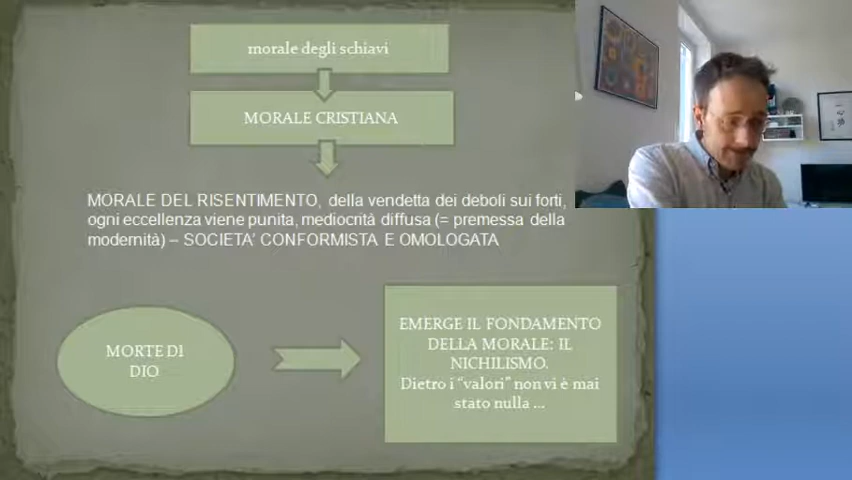 morale degli schiavi
MORALE CRISTIANA
MORALE DEL RISENTIMENTO, della vendetta dei deboli sui forti,
ogni eccellenza viene punita, mediocrità diffusa (= premessa della
modernità) – SOCIETA' CONFORMISTA E OMOLOGATA
MORTE DI
DIO
EMERGE IL FONDAMENTO
DELLA MORALE: IL
NICHILISMO.
Dietro i "valori" non vi è mai
stato nulla ...